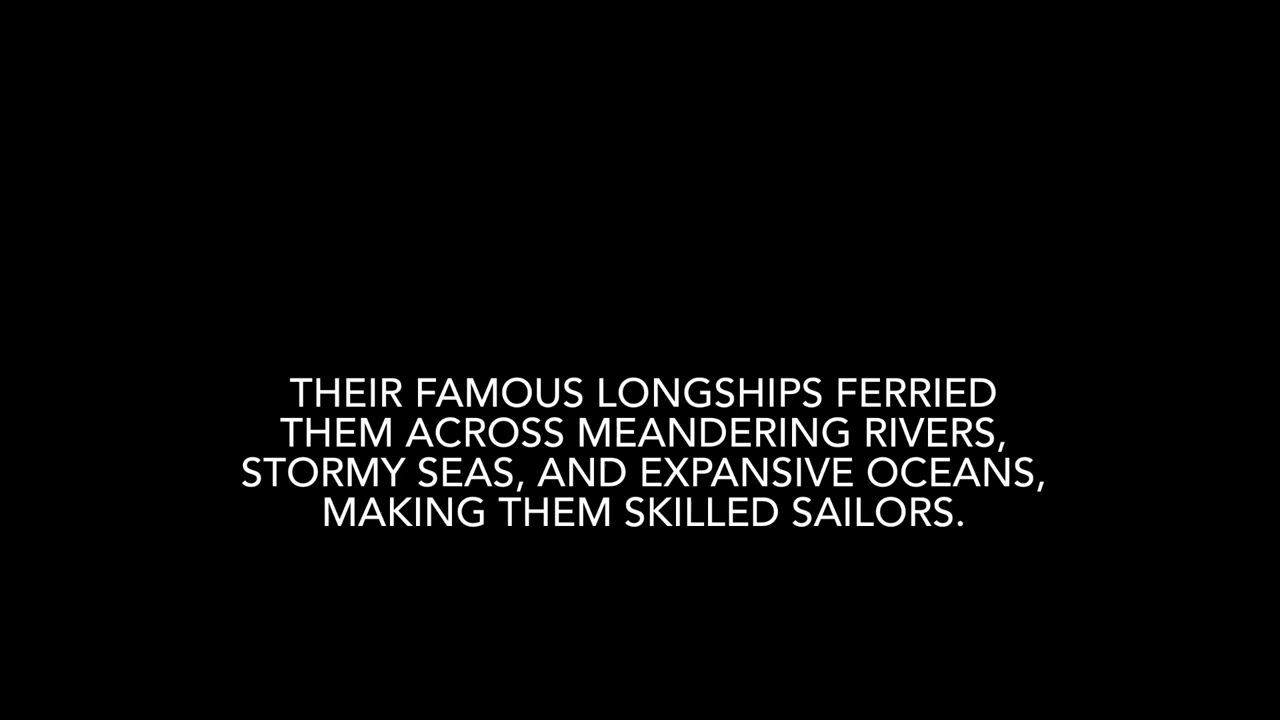 THEIR FAMOUS LONGSHIPS FERRIED
THEM ACROSS MEANDERING RIVERS,
STORMY SEAS, AND EXPANSIVE OCEANS,
MAKING THEM SKILLED SAILORS.